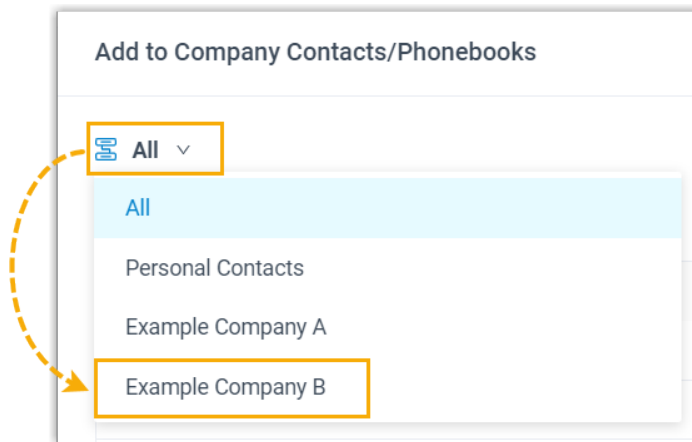 Add to Company Contacts/Phonebooks
All
All
Personal Contacts
Example Company A
Example Company B